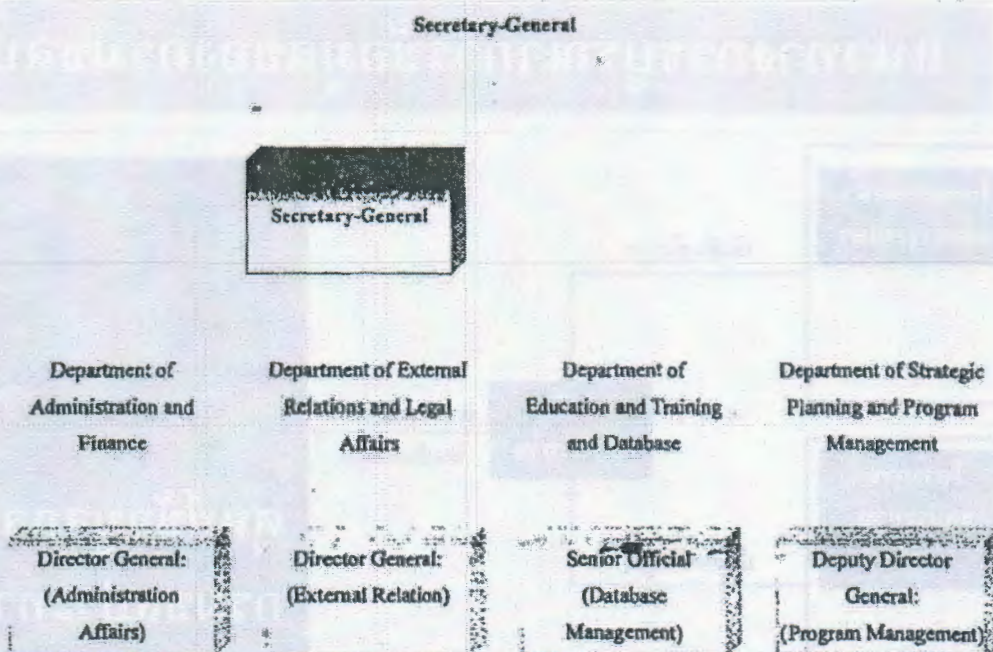 Secretary-General
Secretary-General
Department of
Administration and
Finance
Department of External
Relations and Legal
Affairs
Department of
Education and Training
and Database
Department of Strategic
Planning and Program
Management
Director General:
(Administration
Affairs)
Director General:
(External Relation)
Senior Official
(Database
Management)
Deputy Director
General:
(Program Management)